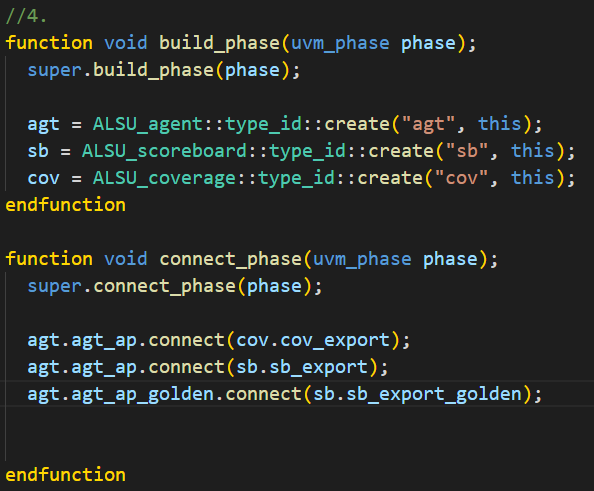 //4.
function void build_phase(uvm_phase phase);
super.build_phase(phase);
agt = ALSU_agent::type_id::create("agt", this);
sb = ALSU_scoreboard::type_id::create("sb", this);
cov = ALSU_coverage::type_id::create("cov", this);
endfunction
function void connect_phase(uvm_phase phase);
super.connect_phase(phase);
agt.agt_ap.connect(cov.cov_export);
agt.agt_ap.connect(sb.sb_export);
agt.agt_ap_golden.connect(sb.sb_export_golden);
endfunction